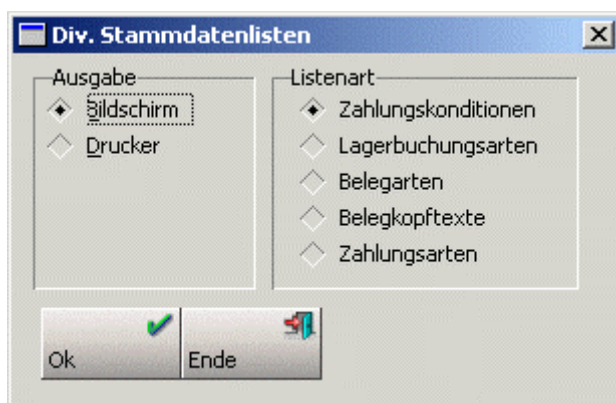 Div. Stammdatenlisten
Ausgabe
Bildschirm
Drucker
Listenart
Zahlungskonditionen
Lagerbuchungsarten
Belegarten
Belegkopftexte
Zahlungsarten
Ok
Ende